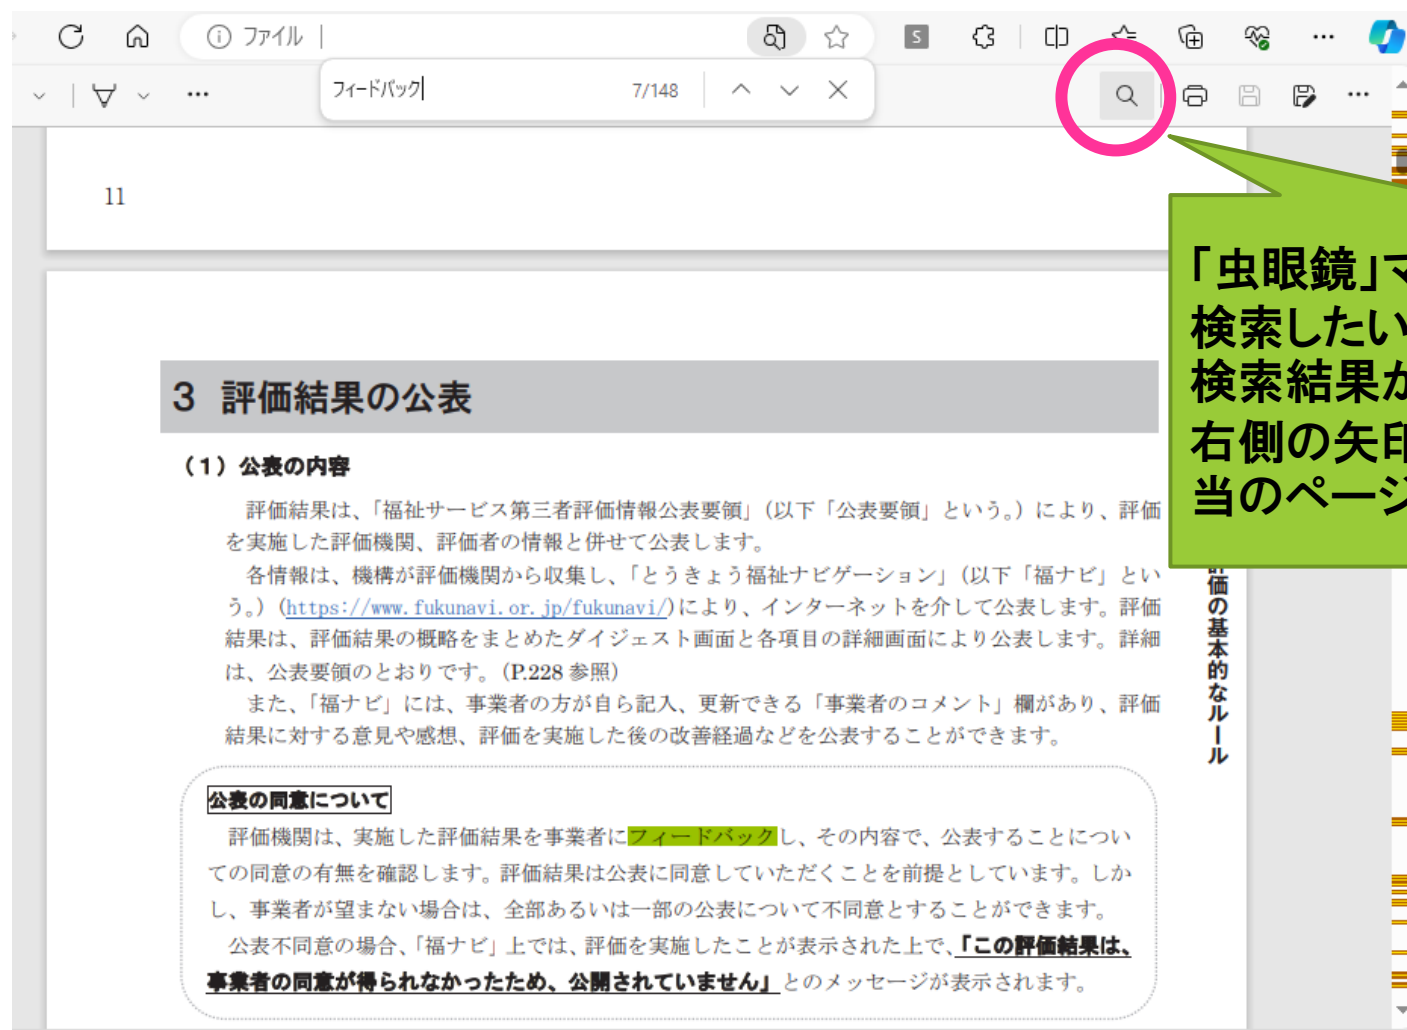 ファイル
S
フィードバック
7/148
11
「虫眼鏡」マ
検索したい
検索結果が
右側の矢印
当のページ
3 評価結果の公表
(1)公表の内容
評価結果は、「福祉サービス第三者評価情報公表要領」(以下「公表要領」という。)により、評価
を実施した評価機関、評価者の情報と併せて公表します。
各情報は、機構が評価機関から収集し、「とうきょう福祉ナビゲーション」(以下「福ナビ」とい
う。)(https://www.fukunavi.or.jp/fukunavi/)により、インターネットを介して公表します。評価
結果は、評価結果の概略をまとめたダイジェスト画面と各項目の詳細画面により公表します。詳細
は、公表要領のとおりです。(P.228 参照)
また、「福ナビ」には、事業者の方が自ら記入、更新できる「事業者のコメント」欄があり、評価
結果に対する意見や感想、評価を実施した後の改善経過などを公表することができます。
価の基本的なルール
公表の同意について
評価機関は、実施した評価結果を事業者にフィードバックし、その内容で、公表することについ
ての同意の有無を確認します。評価結果は公表に同意していただくことを前提としています。しか
し、事業者が望まない場合は、全部あるいは一部の公表について不同意とすることができます。
公表不同意の場合、「福ナビ」上では、評価を実施したことが表示された上で、「この評価結果は、
事業者の同意が得られなかったため、公開されていません」とのメッセージが表示されます。